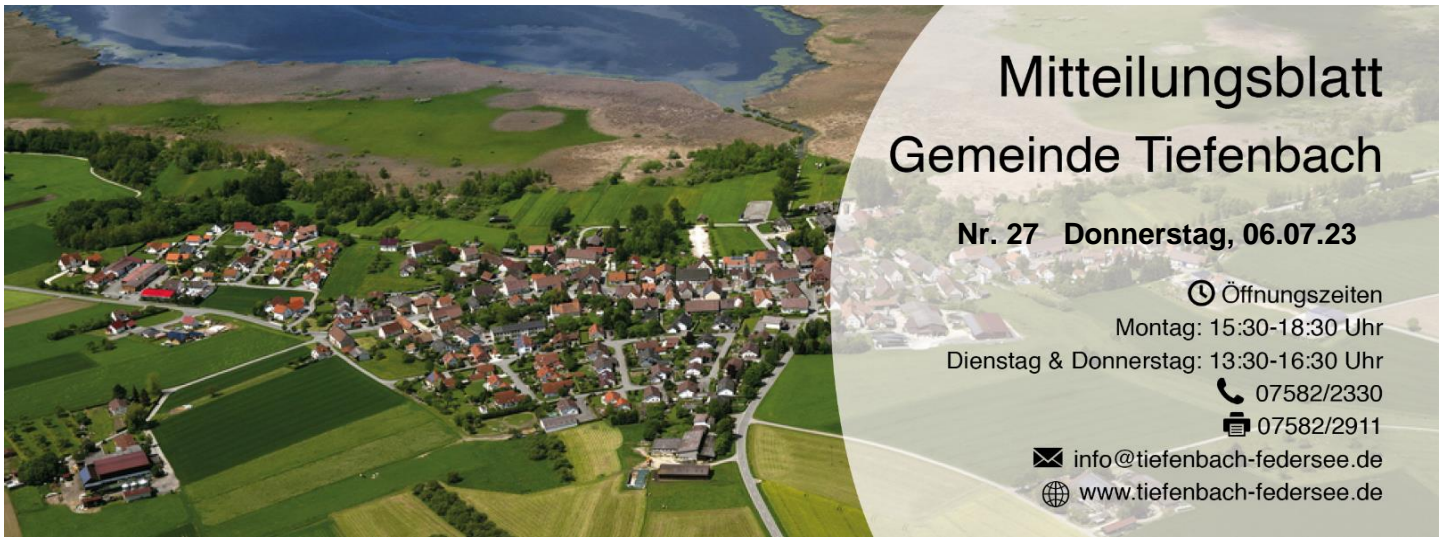 Mitteilungsblatt
Gemeinde Tiefenbach
Nr. 27 Donnerstag, 06.07.23
Öffnungszeiten
Montag: 15:30-18:30 Uhr
Dienstag & Donnerstag: 13:30-16:30 Uhr
07582/2330
07582/2911
info@tiefenbach-federsee.de
www.tiefenbach-federsee.de